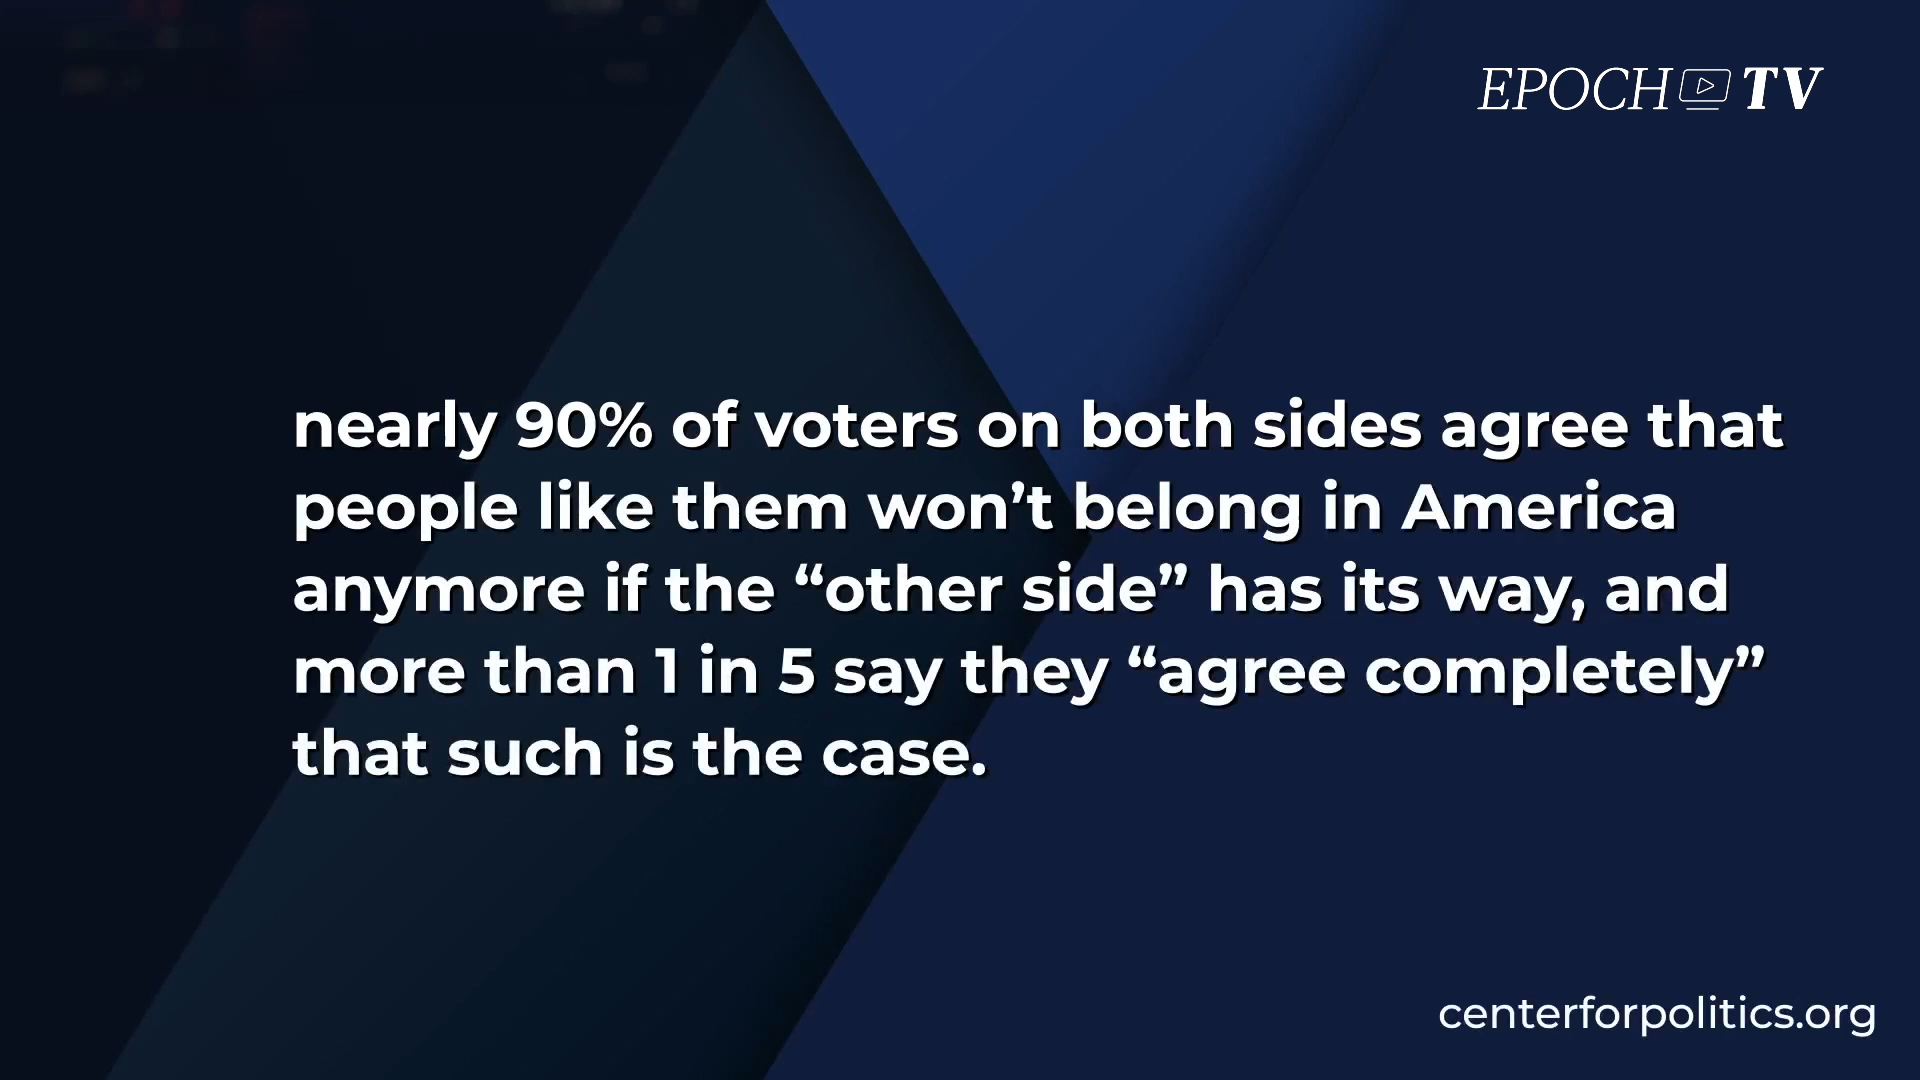 EPOCH TV
nearly 90% of voters on both sides agree that
people like them won’t belong in America
anymore if the “other side” has its way, and
more than 1 in 5 say they “agree completely”
that such is the case.
centerforpolitics.org